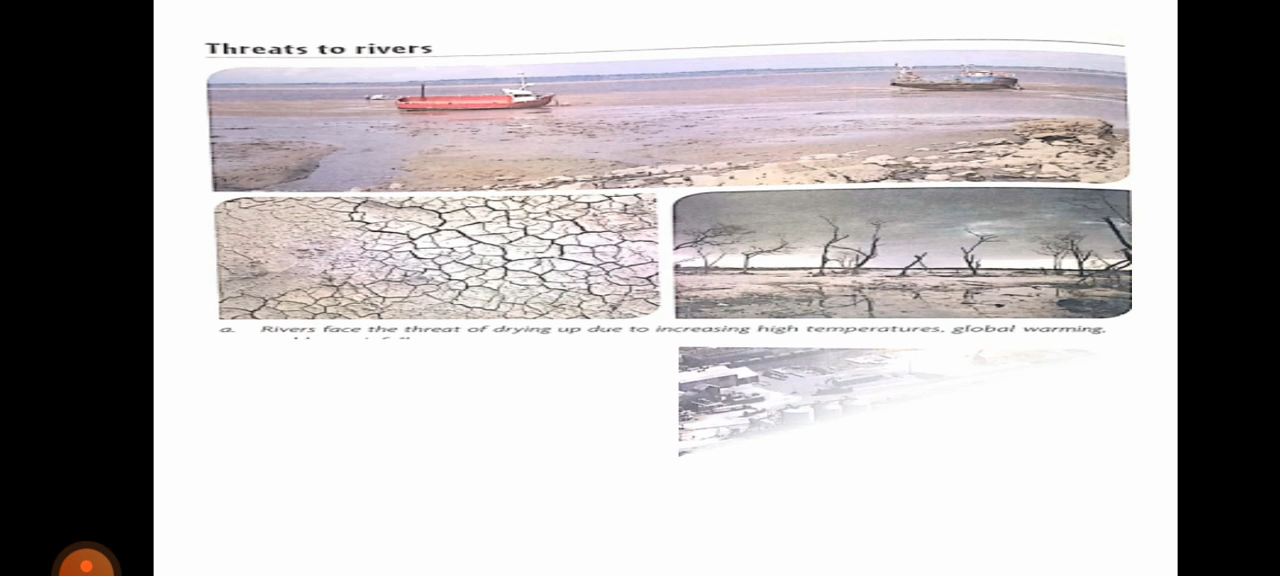 Threats to rivers
a. Rivers face the threat of drying up due to increasing high temperatures, global warming,